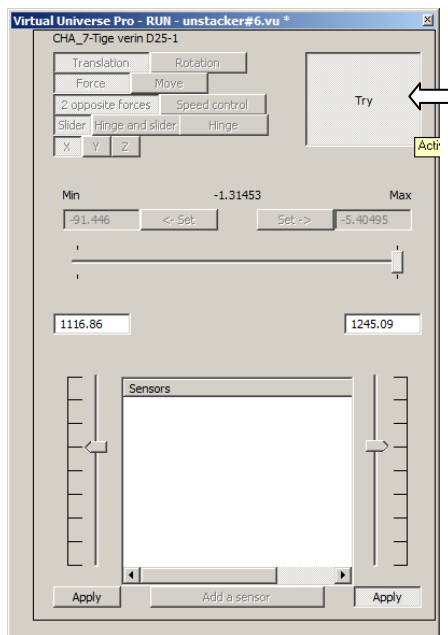 Virtual Universe Pro - RUN - unstacker#6.vu *
CHA_7-Tige verin D25-1
Translation Rotation
Force Move
2 opposite forces Speed control
Slider Hinge and slider Hinge
X Y Z
Try
Acti
Min -1.31453 Max
-91.446 <- Set Set -> -5.40495
1116.86 1245.09
Sensors
Apply Add a sensor Apply